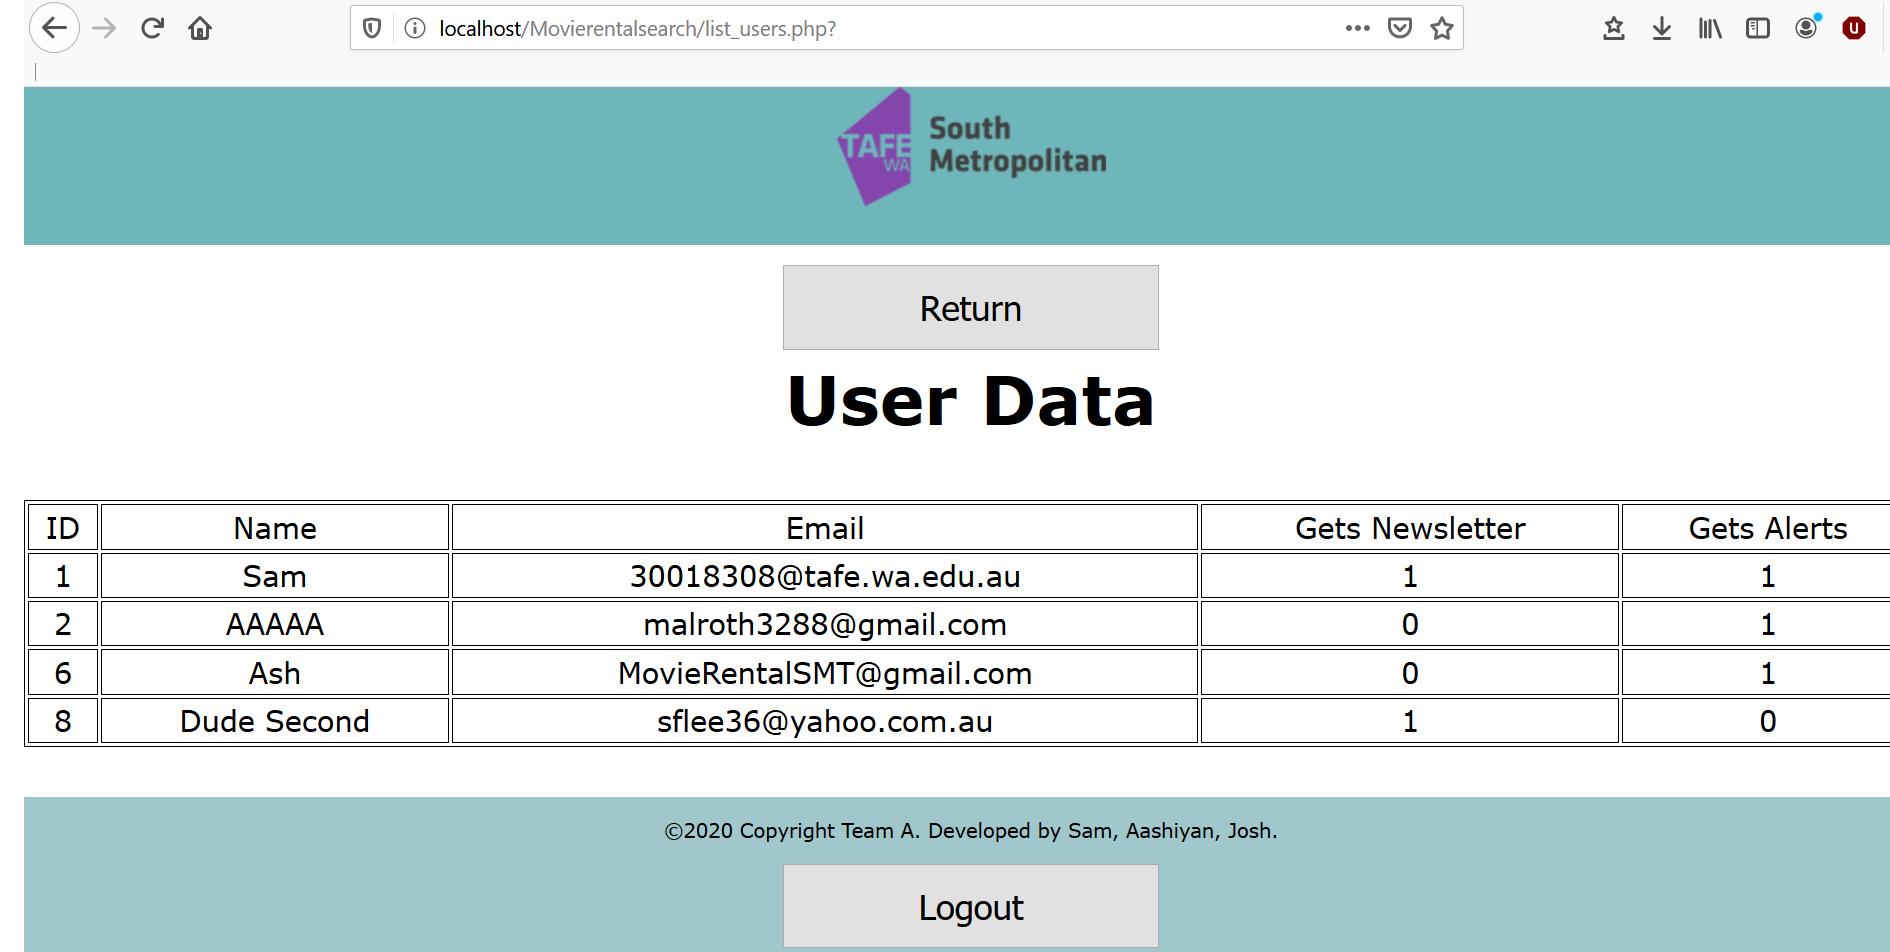 localhost/Movierentalsearch/list_users.php?
TAFE
WA
South
Metropolitan
Return
User Data
ID Name Email Gets Newsletter Gets Alerts
1 Sam 30018308@tafe.wa.edu.au 1 1
2 AAAAA malroth3288@gmail.com 0 1
6 Ash MovieRentalSMT@gmail.com 0 1
8 Dude Second sflee36@yahoo.com.au 1 0
©2020 Copyright Team A. Developed by Sam, Aashiyan, Josh.
Logout